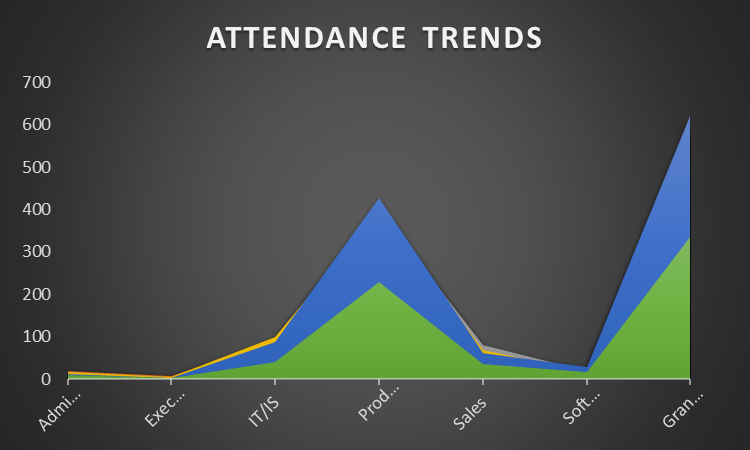 ATTENDANCE TRENDS
700
600
500
400
300
200
100
0
Admi...
Exec...
IT/IS
Prod...
Sales
Soft...
Gran...